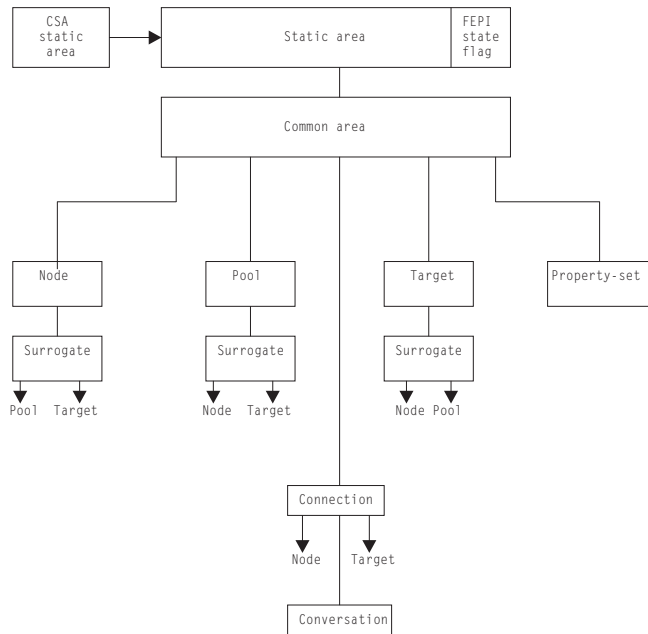 CSA
static
area
Static area
FEPI
state
flag
Common area
Node
Pool
Target
Property-set
Surrogate
Surrogate
Surrogate
Pool Target
Node Target
Node Pool
Connection
Node Target
Conversation